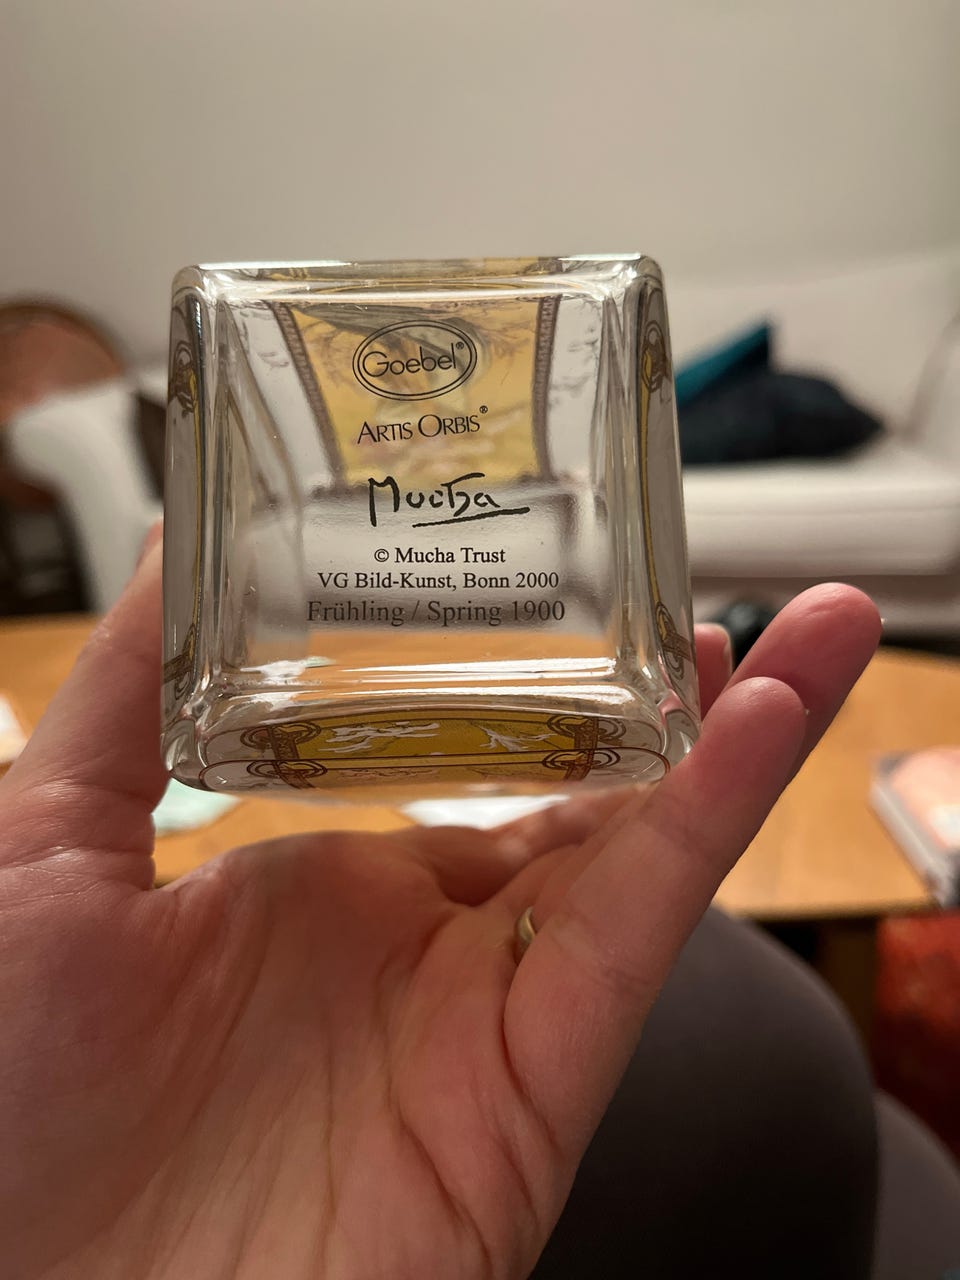 Goebel®
ARTIS ORBIS®
Mucha
© Mucha Trust
VG Bild-Kunst, Bonn 2000
Frühling / Spring 1900